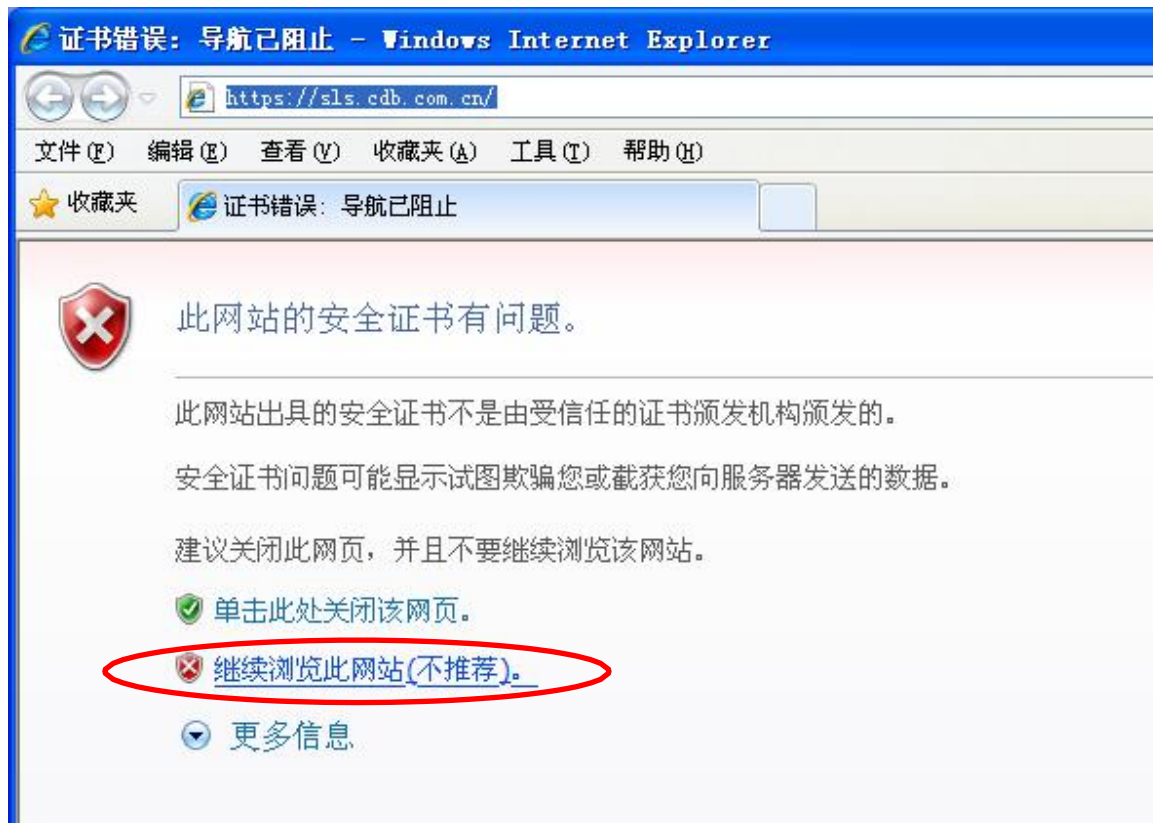 证书错误：导航已阻止 - Windows Internet Explorer
https://sls.cdb.com.cn/
文件(F) 编辑(E) 查看(V) 收藏夹(A) 工具(T) 帮助(H)
收藏夹 证书错误：导航已阻止
此网站的安全证书有问题。
此网站出具的安全证书不是由受信任的证书颁发机构颁发的。
安全证书问题可能显示试图欺骗您或截获您向服务器发送的数据。
建议关闭此网页，并且不要继续浏览该网站。
单击此处关闭该网页。
继续浏览此网站(不推荐)。
更多信息